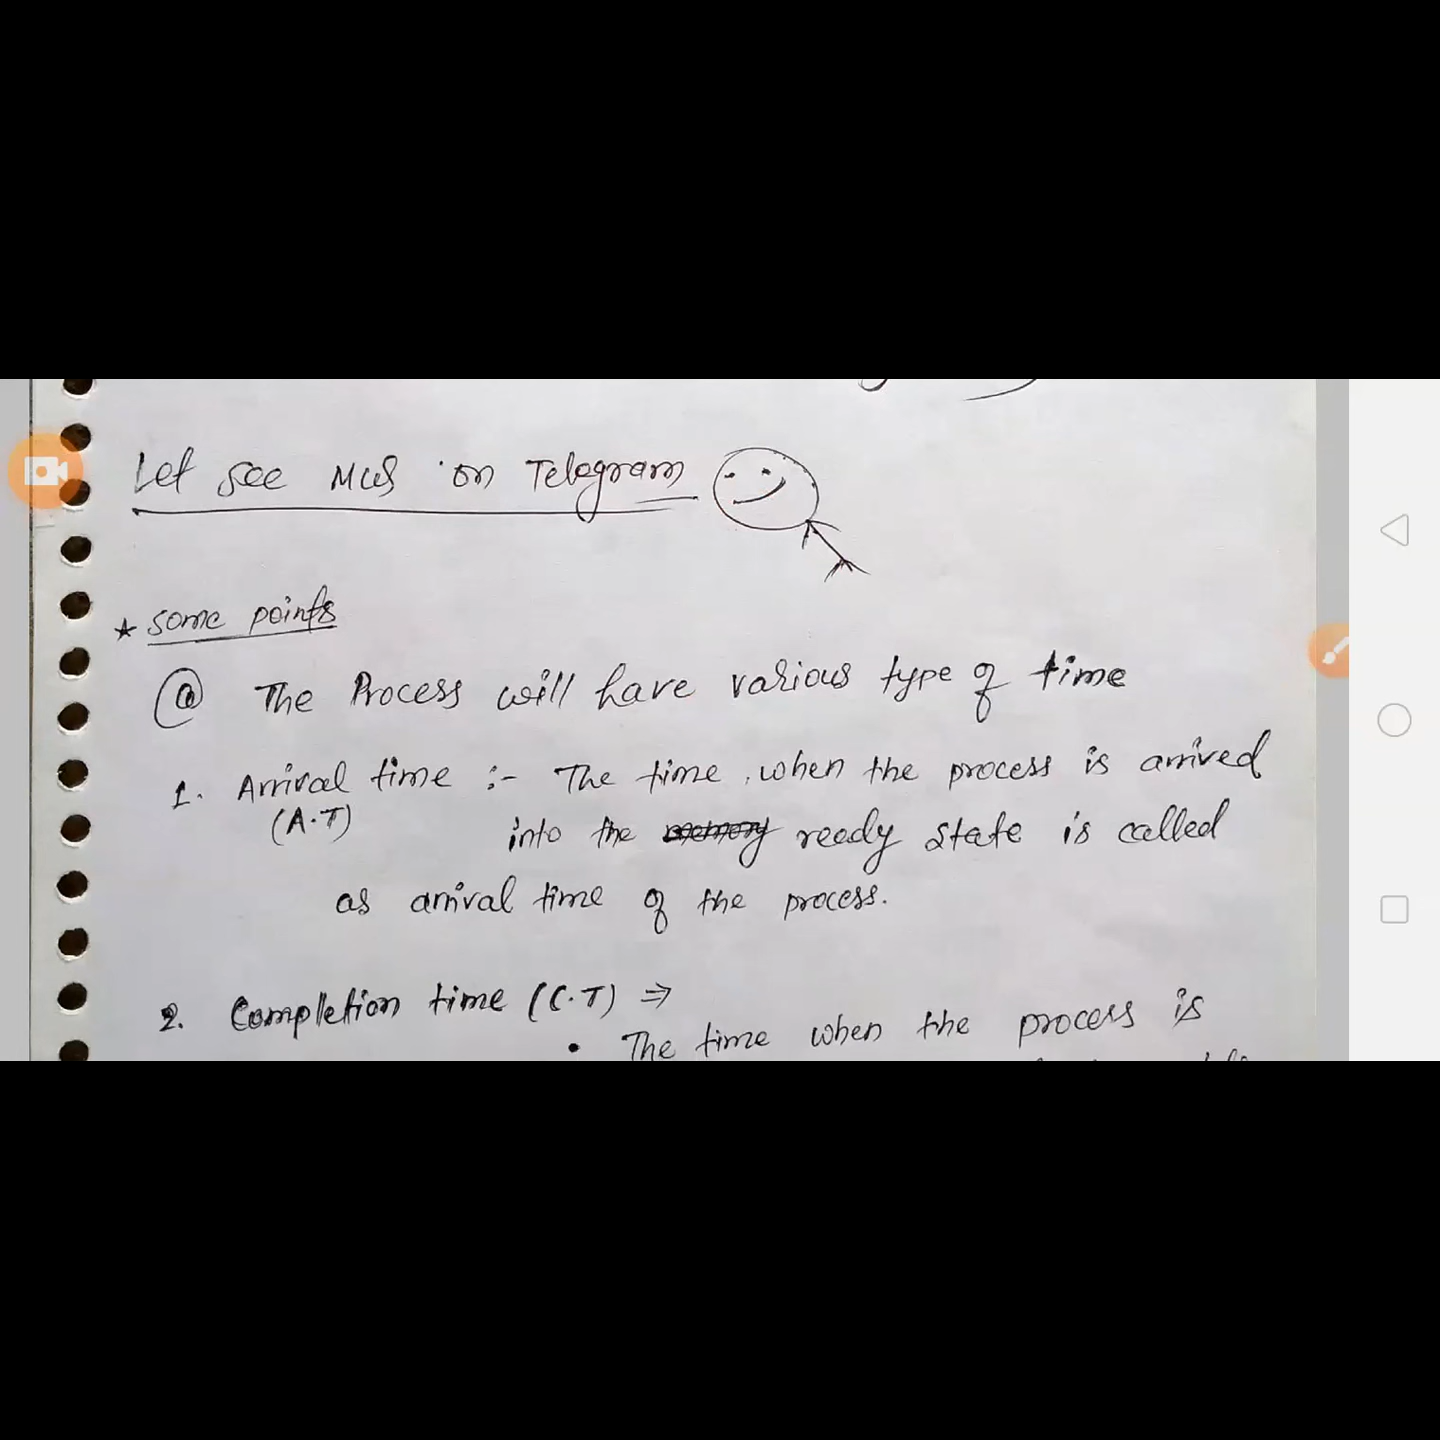 Let see MCQ on Telegram
★ some points
@ The Process will have various type of time
1. Arrival time :- The time when the process is arrived
(A.T) into the memory ready state is called
as arrival time of the process.
2. Completion time (C.T) ⇒
• The time when the process is